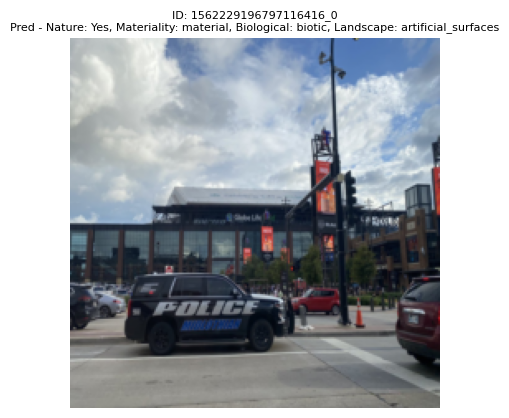 ID: 1562229196797116416_0
Pred - Nature: Yes, Materiality: material, Biological: biotic, Landscape: artificial_surfaces
Globe Life
POLICE